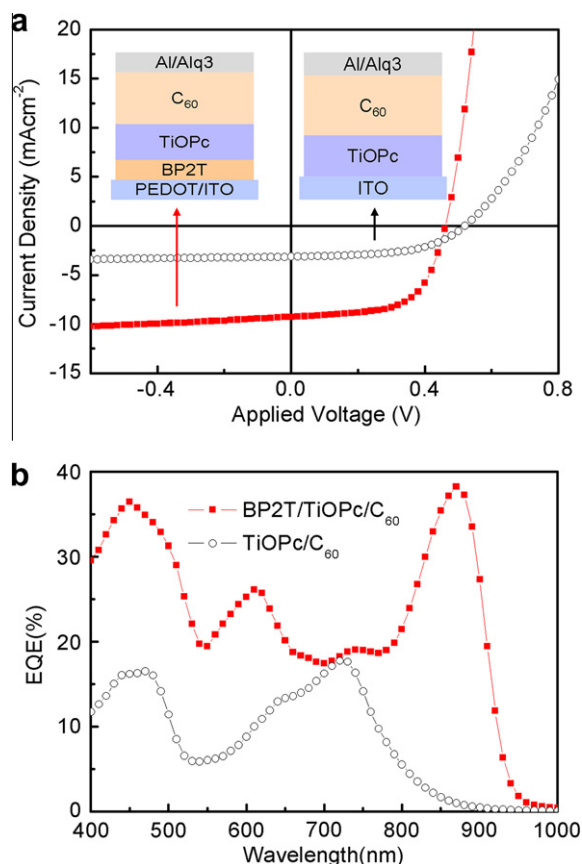 a
20
15
10
5
0
-5
-10
-15
Current Density (mAcm⁻²)
Al/Alq3
C₆₀
TiOPc
BP2T
PEDOT/ITO
Al/Alq3
C₆₀
TiOPc
ITO
-0.4 0.0 0.4 0.8
Applied Voltage (V)
b
40
30
20
10
0
EQE(%)
BP2T/TiOPc/C₆₀
TiOPc/C₆₀
400 500 600 700 800 900 1000
Wavelength(nm)